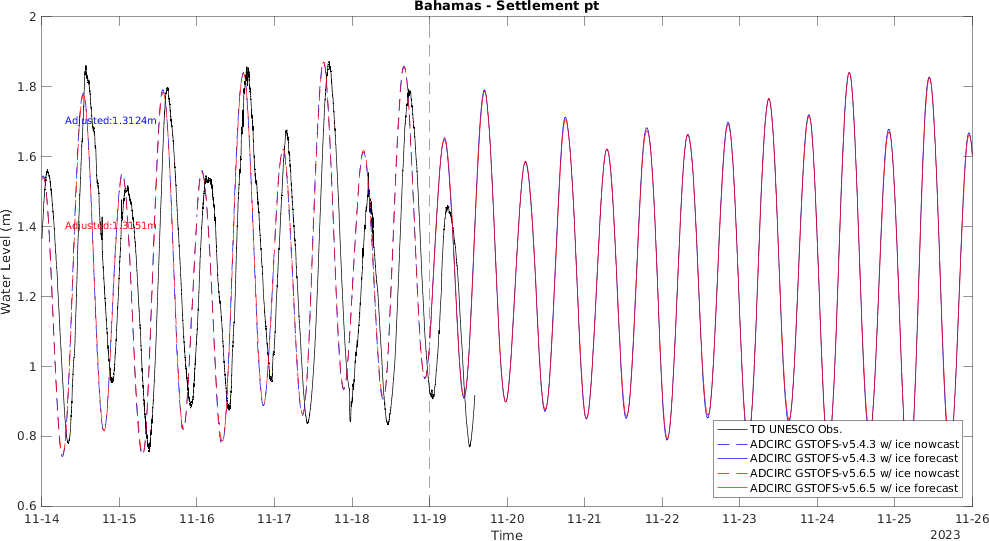 Bahamas - Settlement pt
2
1.8
1.6
1.4
1.2
1
0.8
0.6
Water Level (m)
Adjusted:1.3124m
Adjusted:1.3151m
TD UNESCO Obs.
ADCIRC GSTOFS-v5.4.3 w/ ice nowcast
ADCIRC GSTOFS-v5.4.3 w/ ice forecast
ADCIRC GSTOFS-v5.6.5 w/ ice nowcast
ADCIRC GSTOFS-v5.6.5 w/ ice forecast
11-14 11-15 11-16 11-17 11-18 11-19 11-20 11-21 11-22 11-23 11-24 11-25 11-26
Time
2023